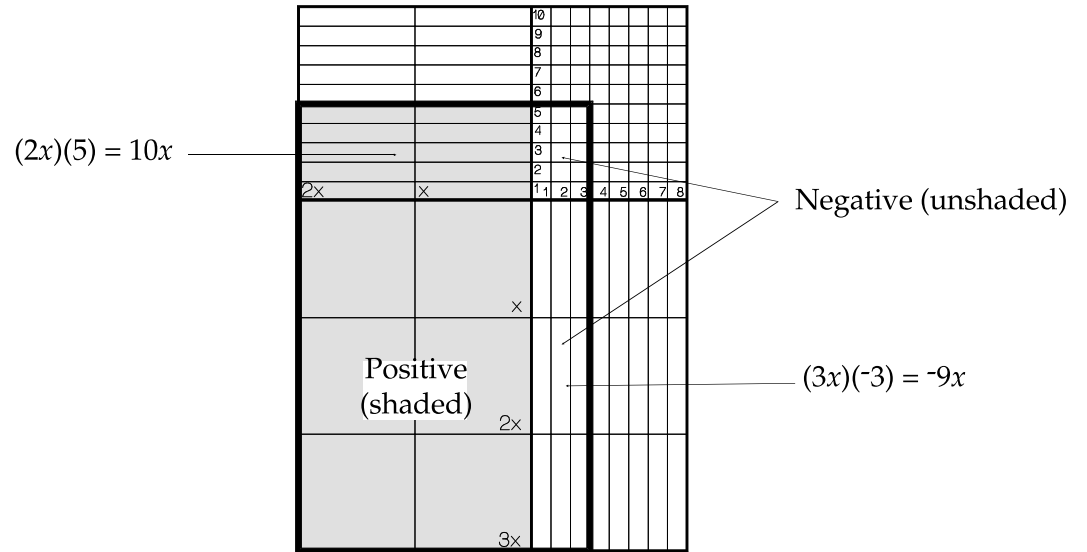 10
9
8
7
6
5
4
(2x)(5) = 10x
3
2
2x x 1 1 2 3 4 5 6 7 8
Negative (unshaded)
x
Positive
(shaded)
(3x)(-3) = -9x
2x
3x